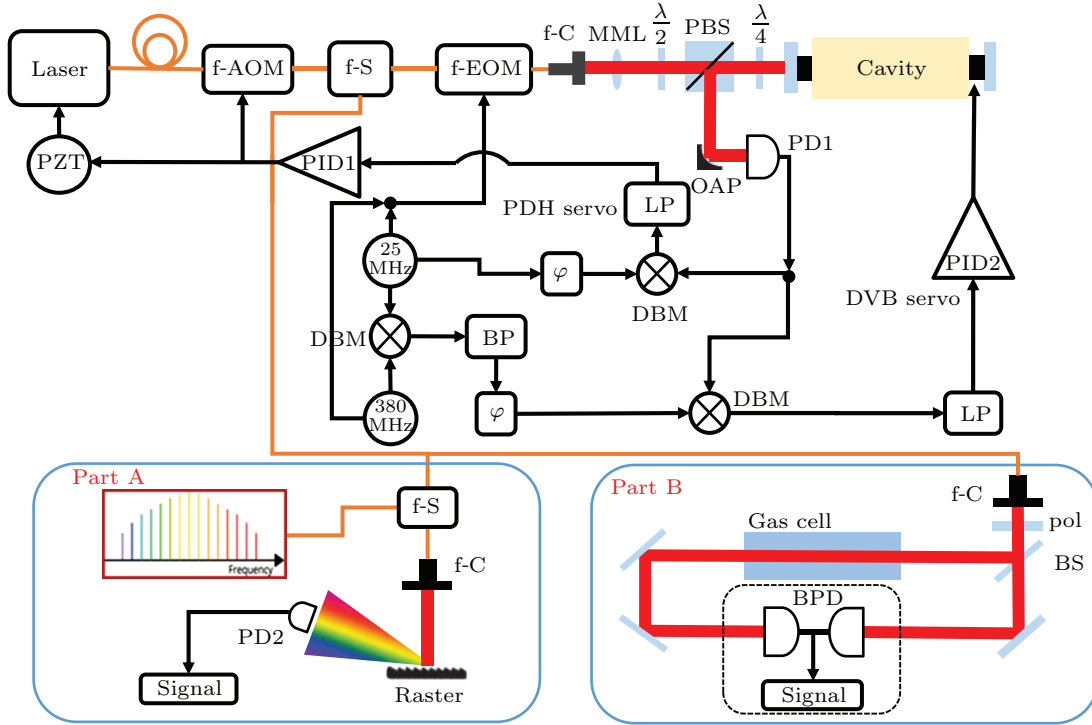 f-C MML λ/2 PBS λ/4
Laser f-AOM f-S f-EOM Cavity
PZT PID1 PD1
OAP
PDH servo LP
25 MHz φ DBM PID2
DVB servo
DBM BP
φ DBM LP
380 MHz
Part A
f-S
Frequency
f-C
PD2
Signal Raster
Part B f-C
Gas cell pol
BS
BPD
Signal